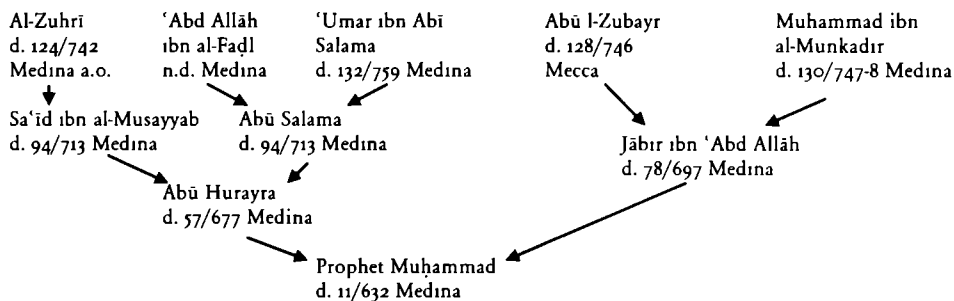 Al-Zuhrī
d. 124/742
Medina a.o.
ʿAbd Allāh
ibn al-Faḍl
n.d. Medina
ʿUmar ibn Abī
Salama
d. 132/759 Medina
Abū l-Zubayr
d. 128/746
Mecca
Muhammad ibn
al-Munkadir
d. 130/747-8 Medina
Saʿīd ibn al-Musayyab
d. 94/713 Medina
Abū Salama
d. 94/713 Medina
Jābir ibn ʿAbd Allāh
d. 78/697 Medina
Abū Hurayra
d. 57/677 Medina
Prophet Muḥammad
d. 11/632 Medina